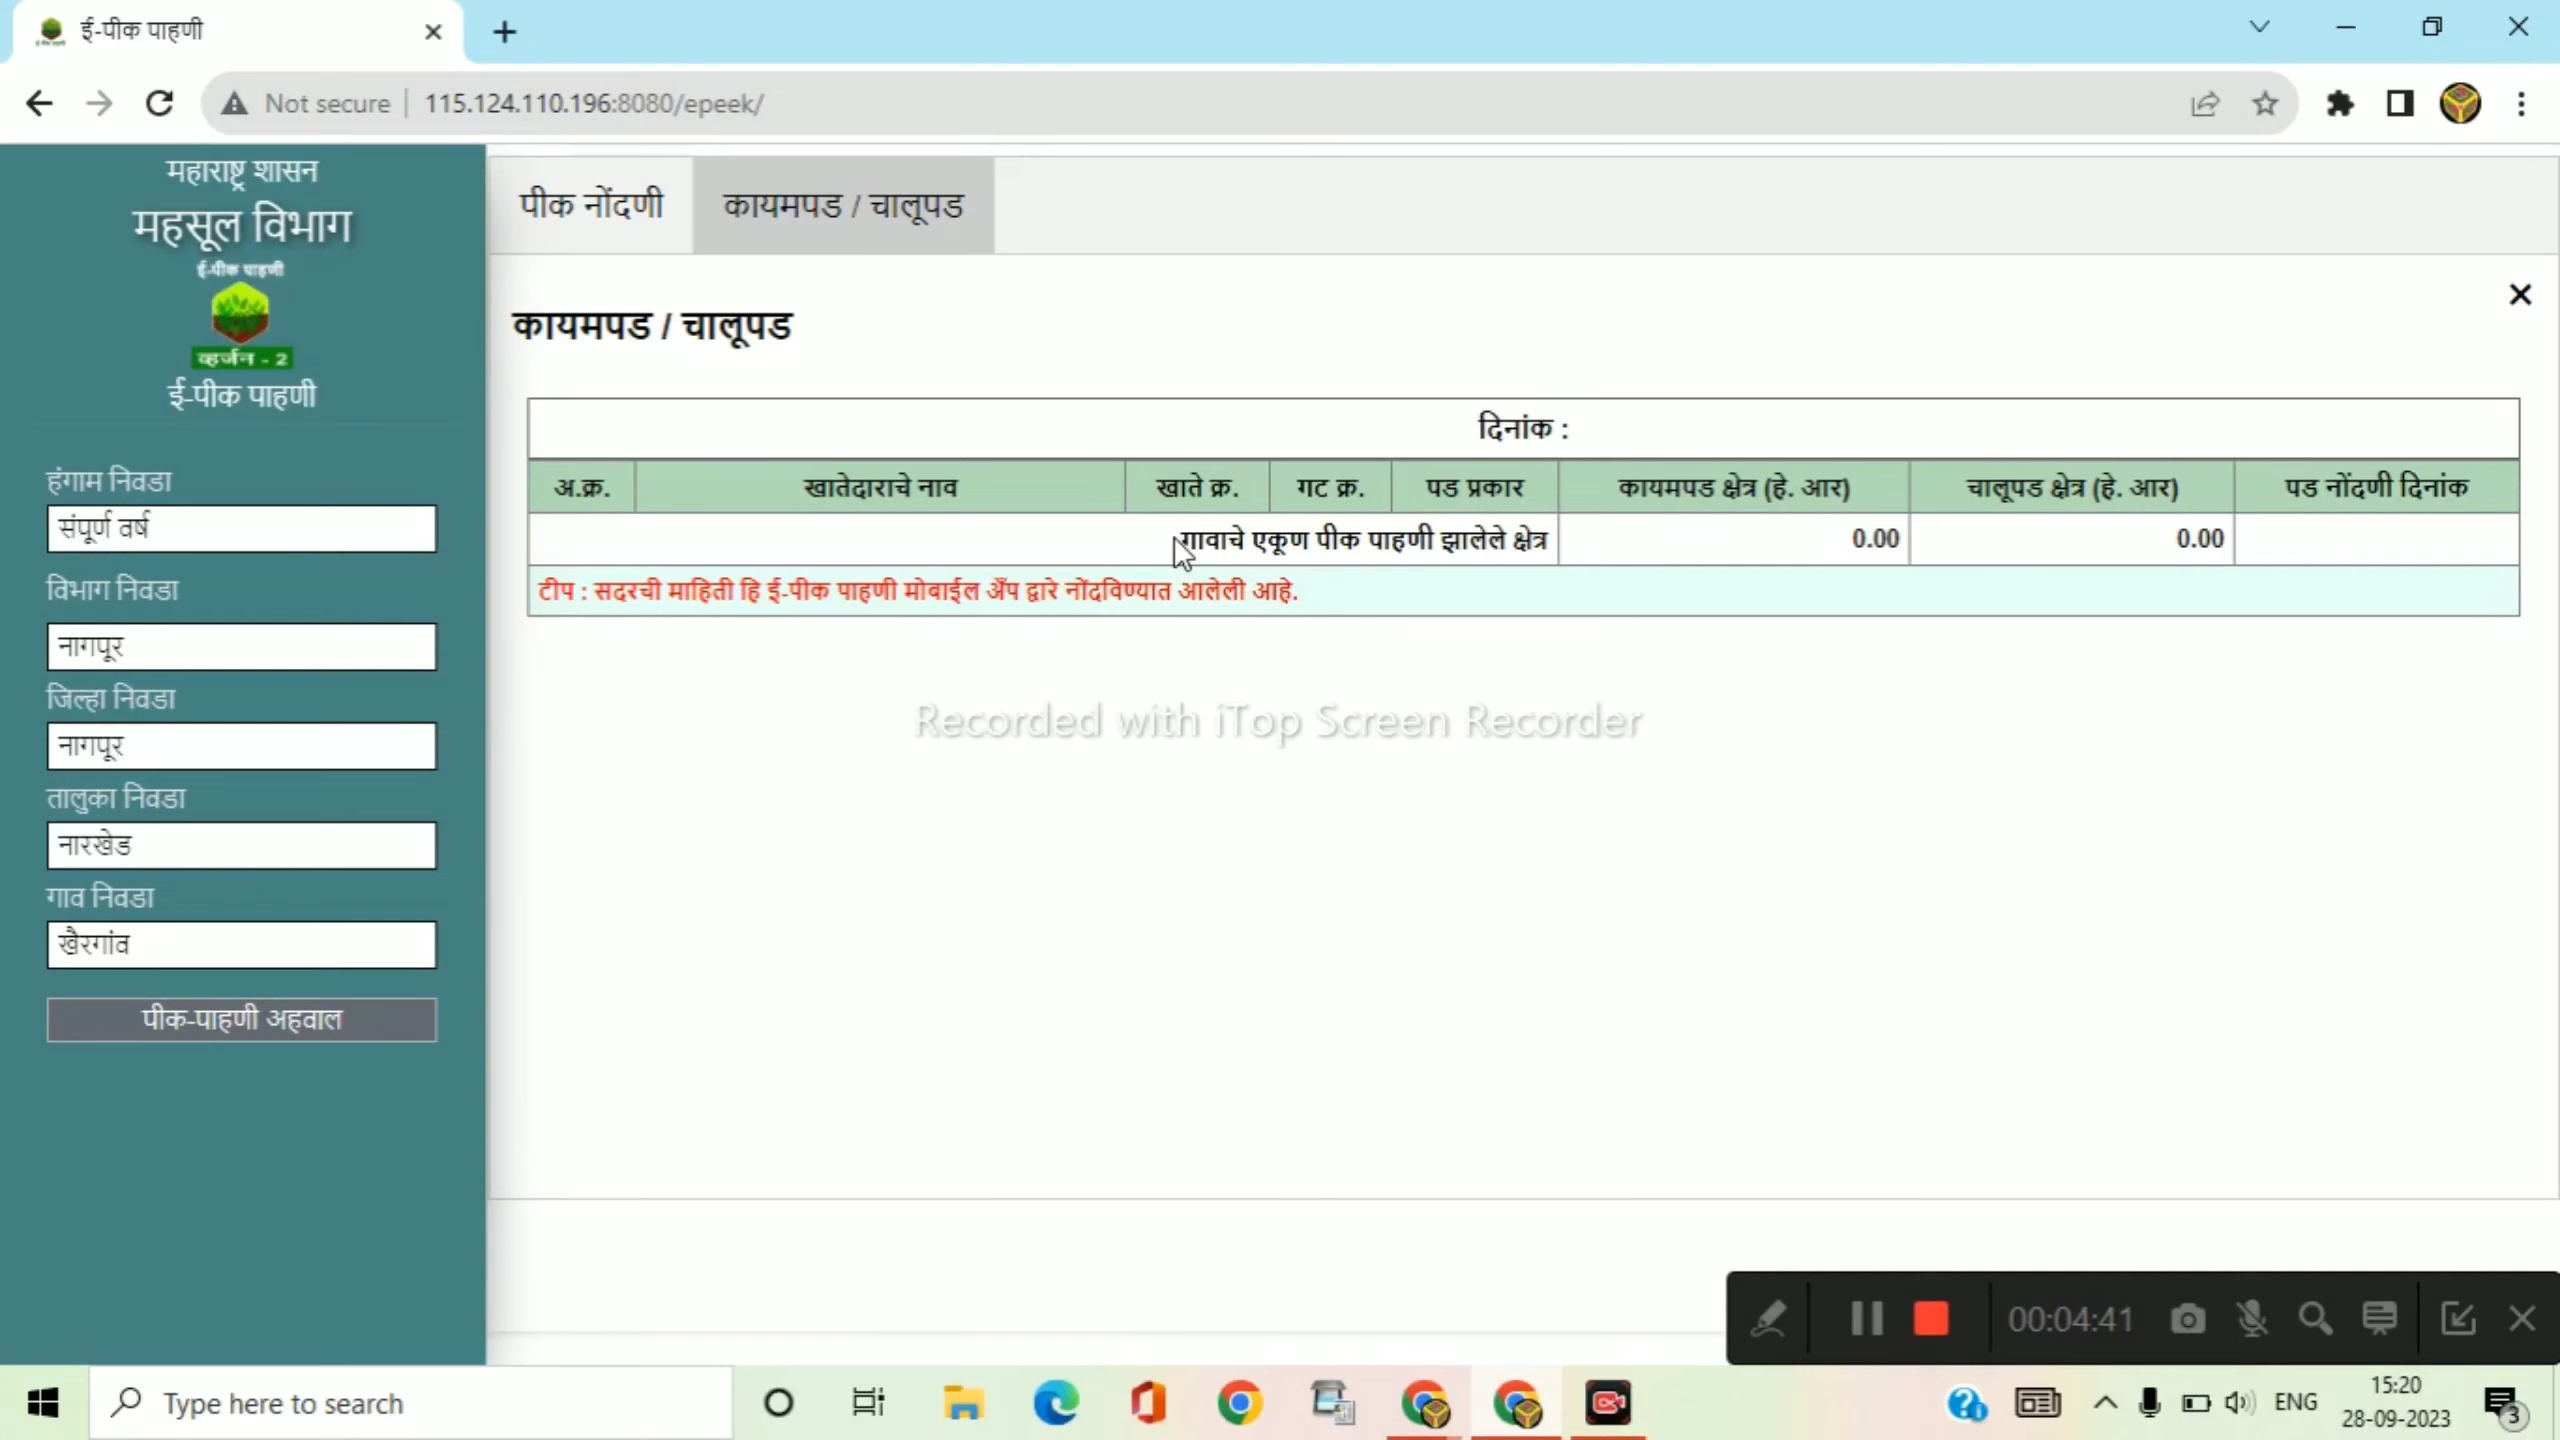 ई-पीक पाहणी
Not secure
115.124.110.196:8080/epeek/
महाराष्ट्र शासन
महसूल विभाग
ई-पीक पाहणी
व्हर्जन - 2
ई-पीक पाहणी
हंगाम निवडा
संपूर्ण वर्ष
विभाग निवडा
नागपूर
जिल्हा निवडा
नागपूर
तालुका निवडा
नारखेड
गाव निवडा
खैरगांव
पीक-पाहणी अहवाल
पीक नोंदणी
कायमपड / चालूपड
कायमपड / चालूपड
दिनांक :
अ.क्र. खातेदाराचे नाव खाते क्र. गट क्र. पड प्रकार कायमपड क्षेत्र (हे. आर) चालूपड क्षेत्र (हे. आर) पड नोंदणी दिनांक
गावाचे एकूण पीक पाहणी झालेले क्षेत्र 0.00 0.00
टीप : सदरची माहिती हि ई-पीक पाहणी मोबाईल अँप द्वारे नोंदविण्यात आलेली आहे.
Recorded with iTop Screen Recorder
00:04:41
Type here to search
ENG
15:20
28-09-2023
3